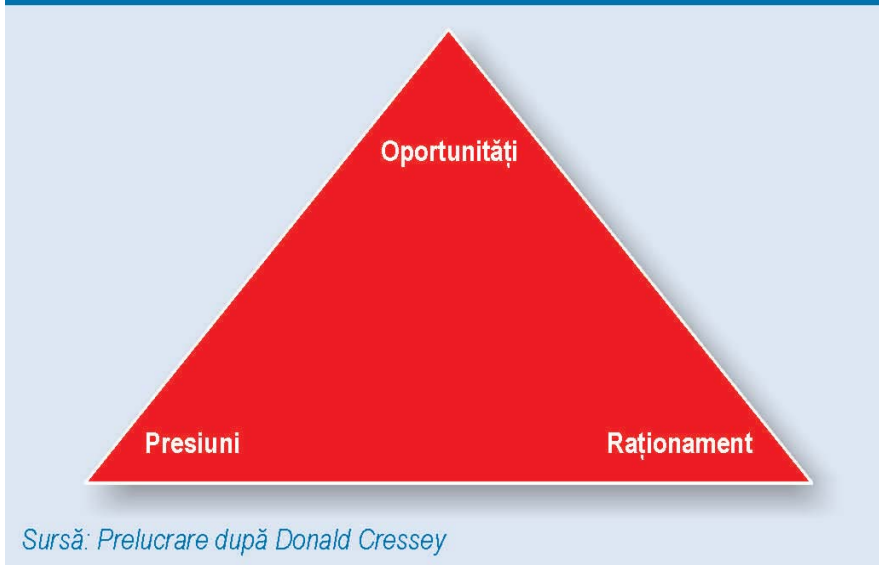 Oportunități
Presiuni
Raționament
Sursă: Prelucrare după Donald Cressey